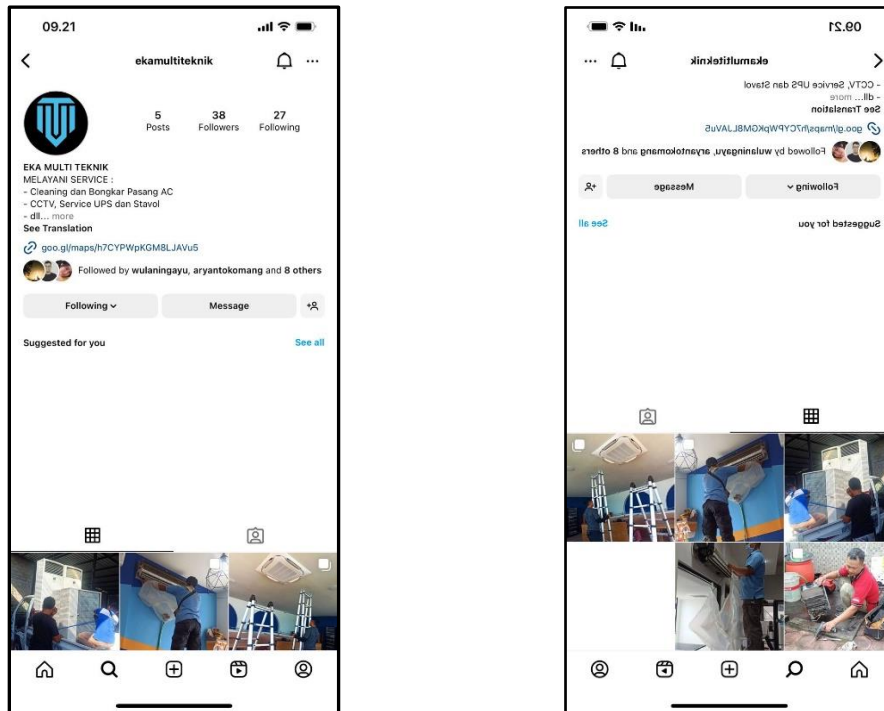 09.21
ekamultiteknik
5 38 27
Posts Followers Following
EKA MULTI TEKNIK
MELAYANI SERVICE :
- Cleaning dan Bongkar Pasang AC
- CCTV, Service UPS dan Stavol
- dll... more
See Translation
goo.gl/maps/h7CYPWpKGM8LJAVu5
Followed by wulaningayu, aryantokomang and 8 others
Following Message
Suggested for you See all
09.21
ekamultiteknik
- CCTV, Service UPS dan Stavol
- dll... more
See Translation
goo.gl/maps/h7CYPWpKGM8LJAVu5
Followed by wulaningayu, aryantokomang and 8 others
Following Message
Suggested for you See all